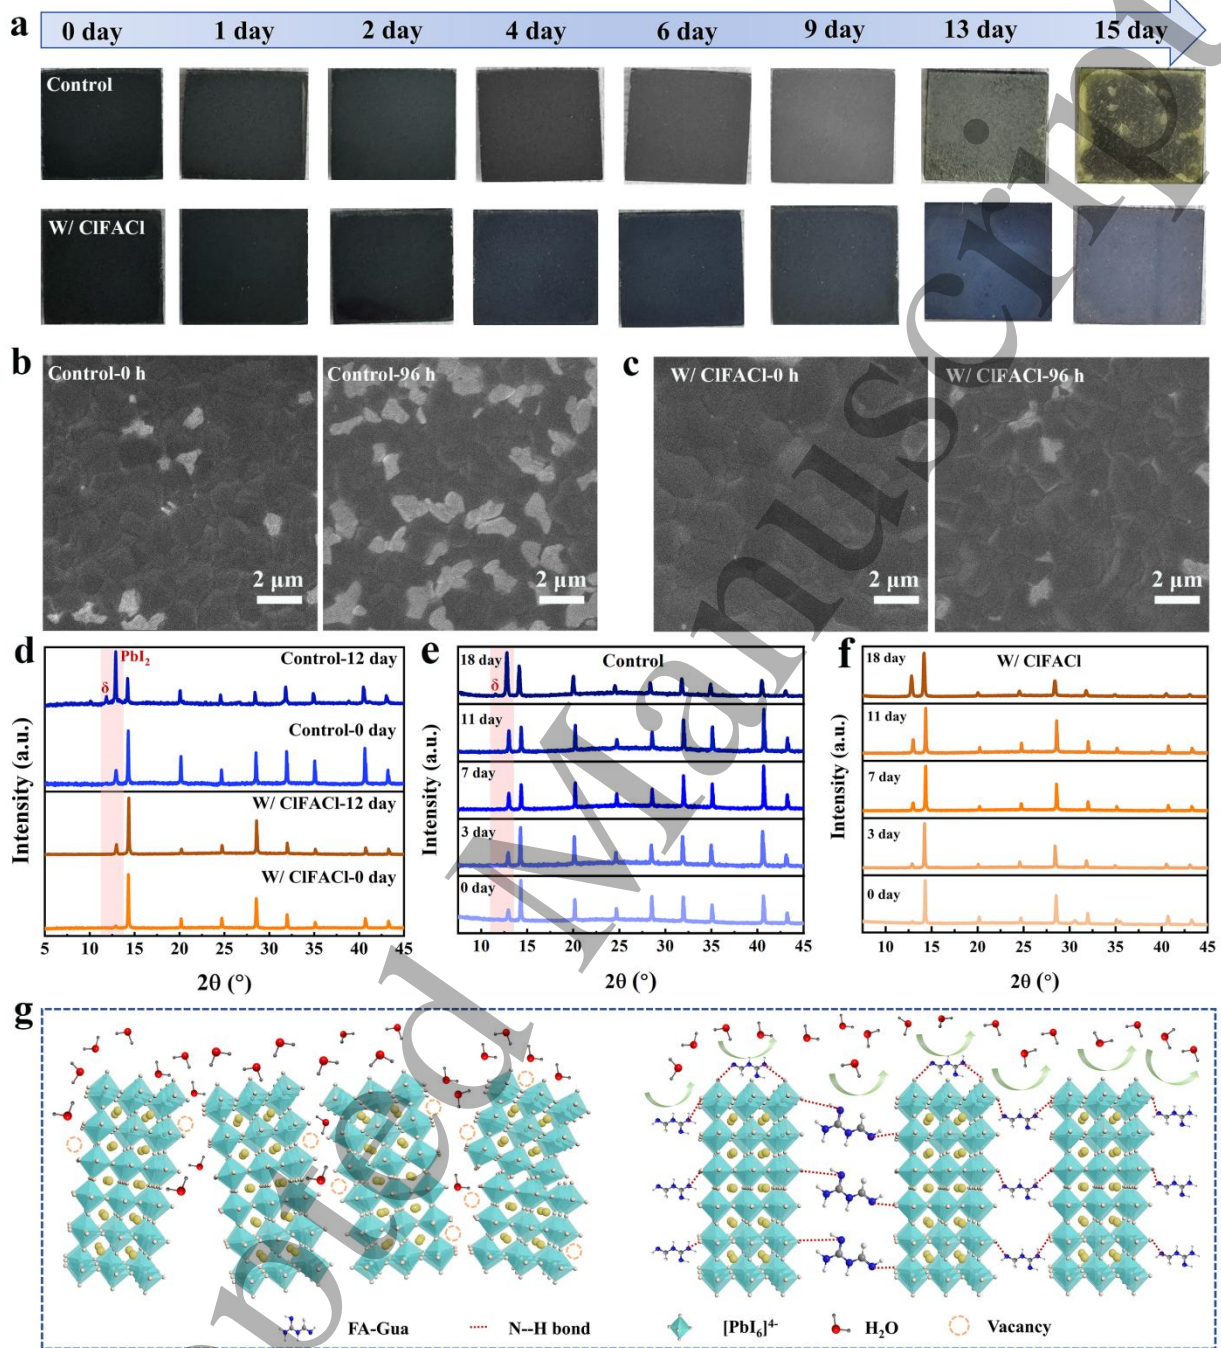 a
0 day 1 day 2 day 4 day 6 day 9 day 13 day 15 day
Control
W/ ClFACl
b
Control-0 h
2 μm
Control-96 h
2 μm
c
W/ ClFACl-0 h
2 μm
W/ ClFACl-96 h
2 μm
d
PbI2
δ
Control-12 day
Control-0 day
W/ ClFACl-12 day
W/ ClFACl-0 day
Intensity (a.u.)
5 10 15 20 25 30 35 40 45
2θ (°)
e
18 day
Control
δ
11 day
7 day
3 day
0 day
Intensity (a.u.)
10 15 20 25 30 35 40 45
2θ (°)
f
18 day
W/ ClFACl
11 day
7 day
3 day
0 day
Intensity (a.u.)
10 15 20 25 30 35 40 45
2θ (°)
g
FA-Gua N--H bond [PbI6]4- H2O Vacancy
pted Manuscript